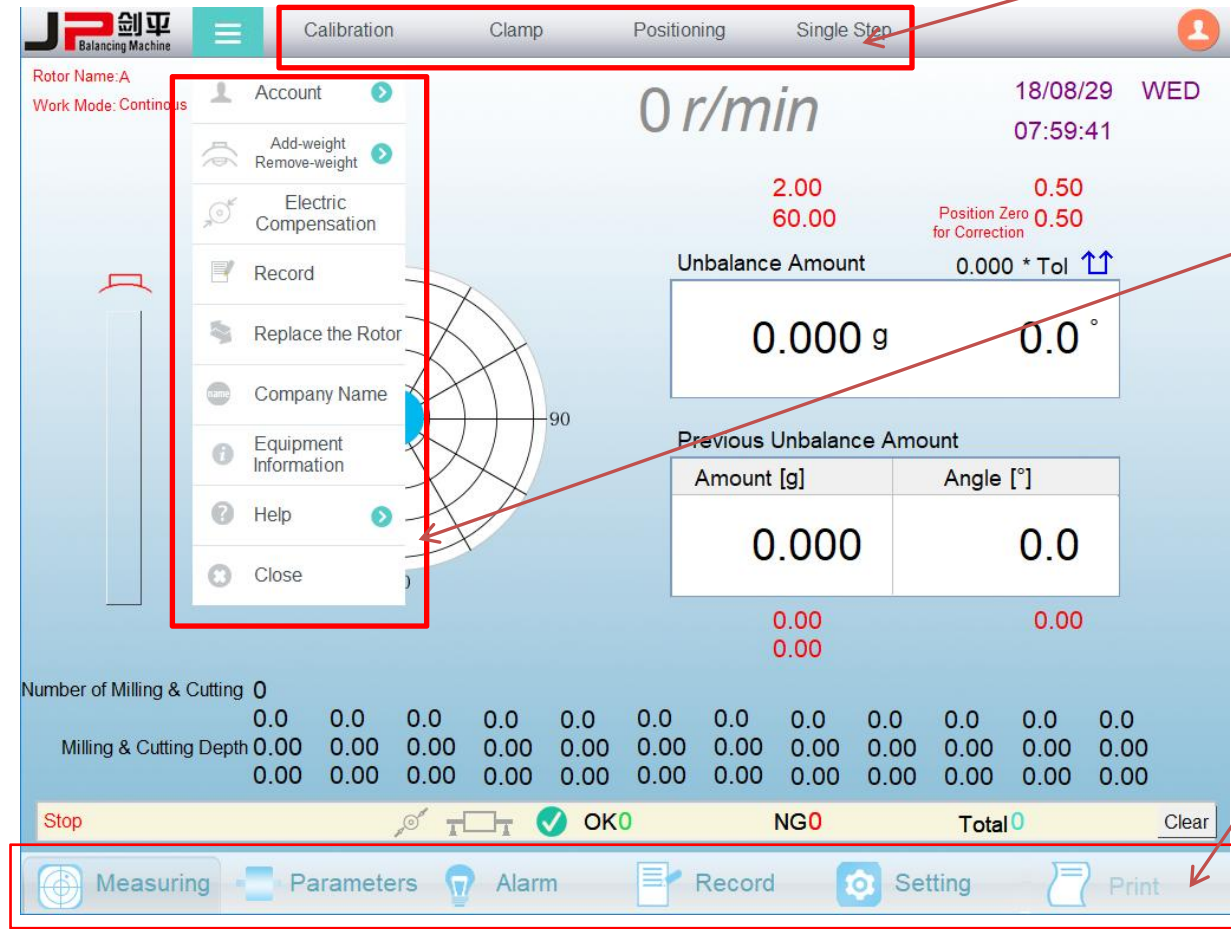 JP 剑平
Balancing Machine
Calibration Clamp Positioning Single Step
Rotor Name:A
Work Mode: Continous
Account
Add-weight
Remove-weight
Electric
Compensation
Record
Replace the Rotor
name Company Name
Equipment
Information
Help
Close
0 r/min
18/08/29 WED
07:59:41
2.00 0.50
60.00 Position Zero for Correction 0.50
Unbalance Amount 0.000 * Tol
0.000 g 0.0 °
90
Previous Unbalance Amount
Amount [g] Angle [°]
0.000 0.0
0.00 0.00
0.00
Number of Milling & Cutting 0
0.0 0.0 0.0 0.0 0.0 0.0 0.0 0.0 0.0 0.0 0.0 0.0
Milling & Cutting Depth 0.00 0.00 0.00 0.00 0.00 0.00 0.00 0.00 0.00 0.00 0.00 0.00
0.00 0.00 0.00 0.00 0.00 0.00 0.00 0.00 0.00 0.00 0.00 0.00
Stop OK0 NG0 Total0 Clear
Measuring Parameters Alarm Record Setting Print